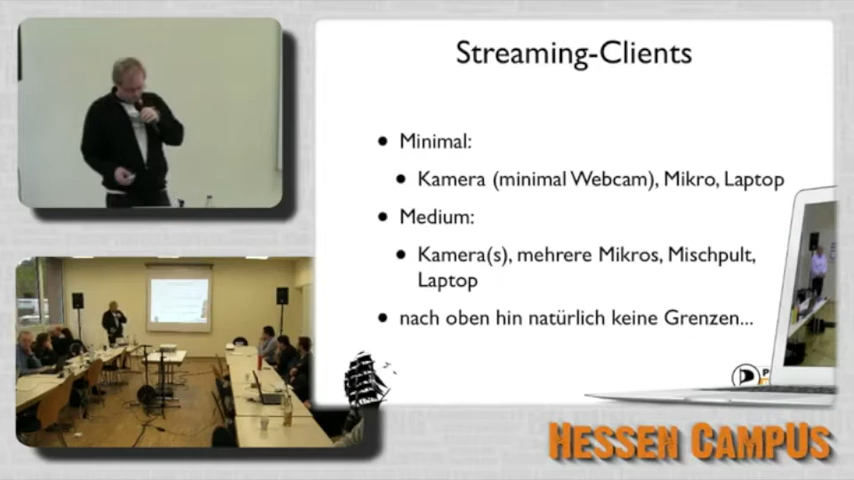 Streaming-Clients
• Minimal:
• Kamera (minimal Webcam), Mikro, Laptop
• Medium:
• Kamera(s), mehrere Mikros, Mischpult,
Laptop
• nach oben hin natürlich keine Grenzen...
P
HESSEN CAMPUS